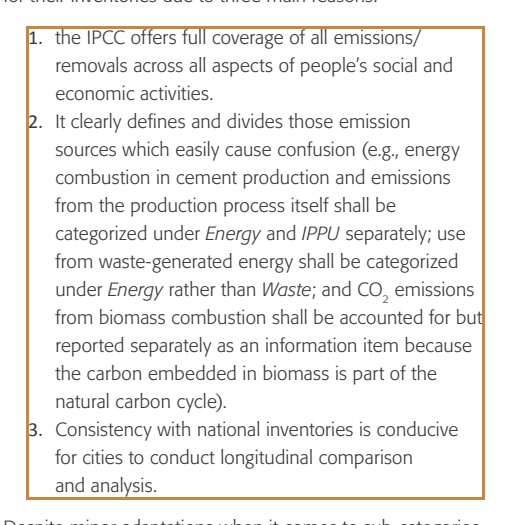 for their inventories due to three main reasons:
1. the IPCC offers full coverage of all emissions/
removals across all aspects of people’s social and
economic activities.
2. It clearly defines and divides those emission
sources which easily cause confusion (e.g., energy
combustion in cement production and emissions
from the production process itself shall be
categorized under Energy and IPPU separately; use
from waste-generated energy shall be categorized
under Energy rather than Waste; and CO₂ emissions
from biomass combustion shall be accounted for but
reported separately as an information item because
the carbon embedded in biomass is part of the
natural carbon cycle).
3. Consistency with national inventories is conducive
for cities to conduct longitudinal comparison
and analysis.
Despite minor adaptations when it comes to sub-categories